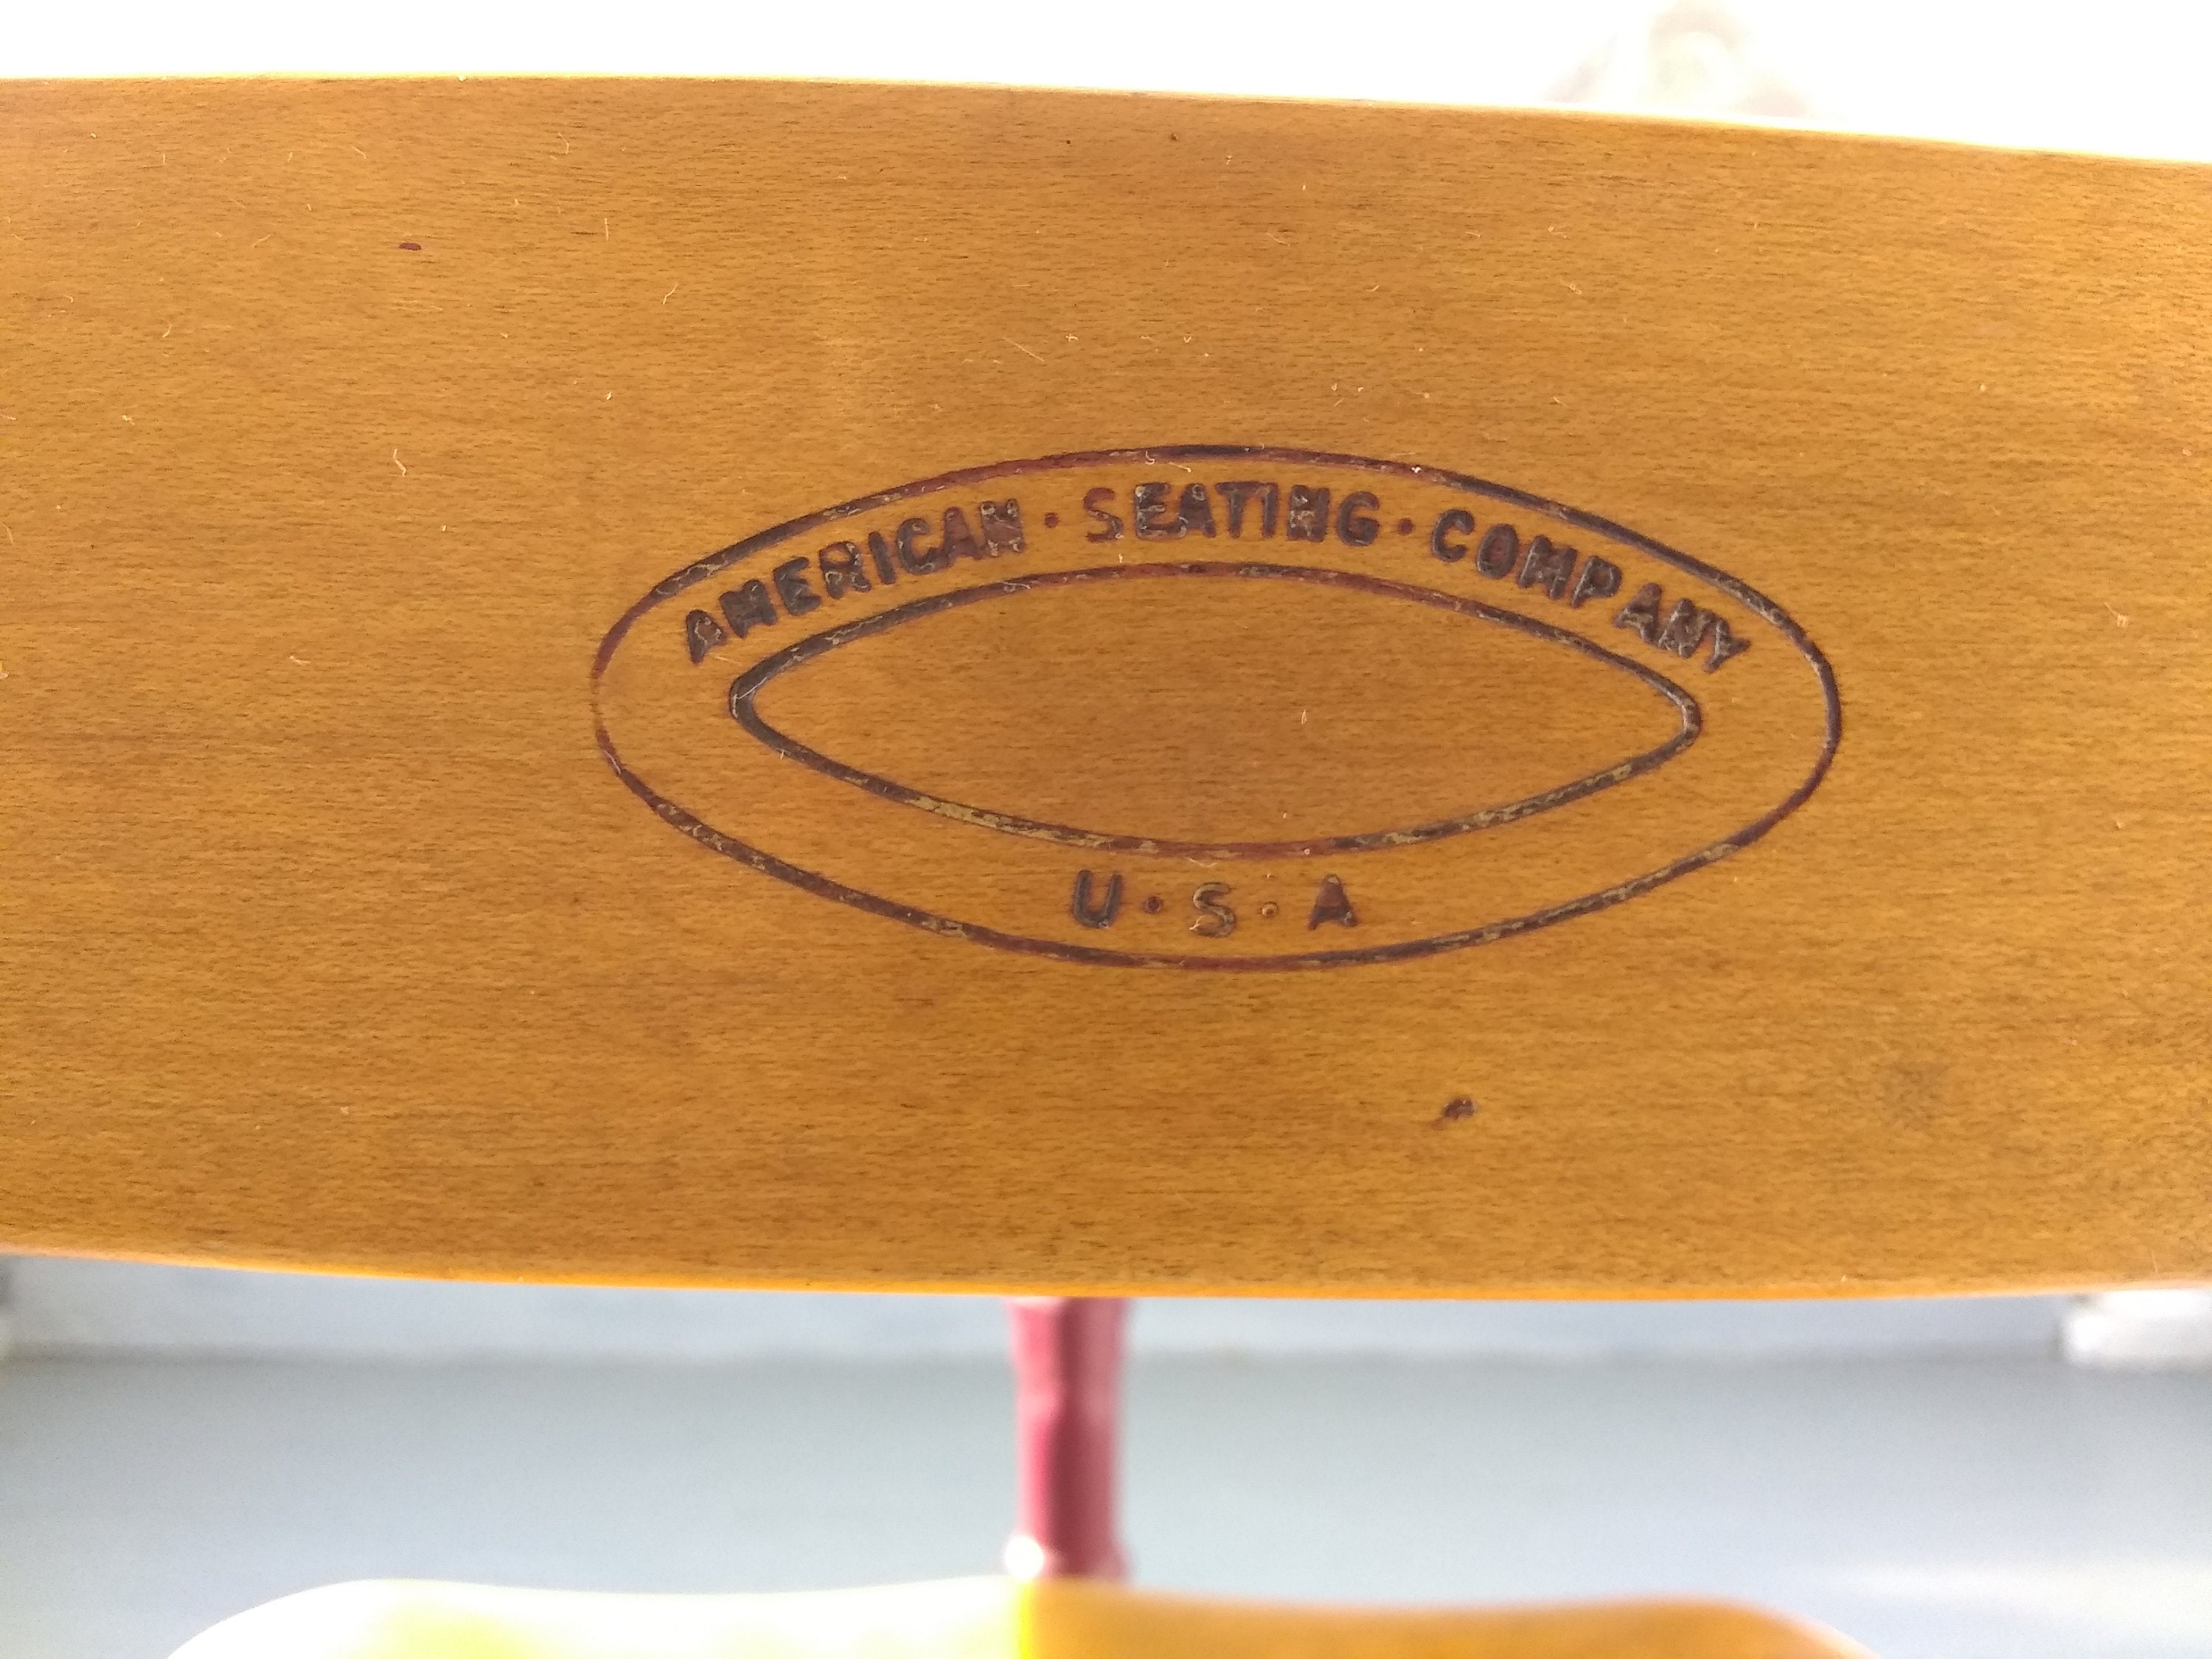 AMERICAN · SEATING · COMPANY
U · S · A